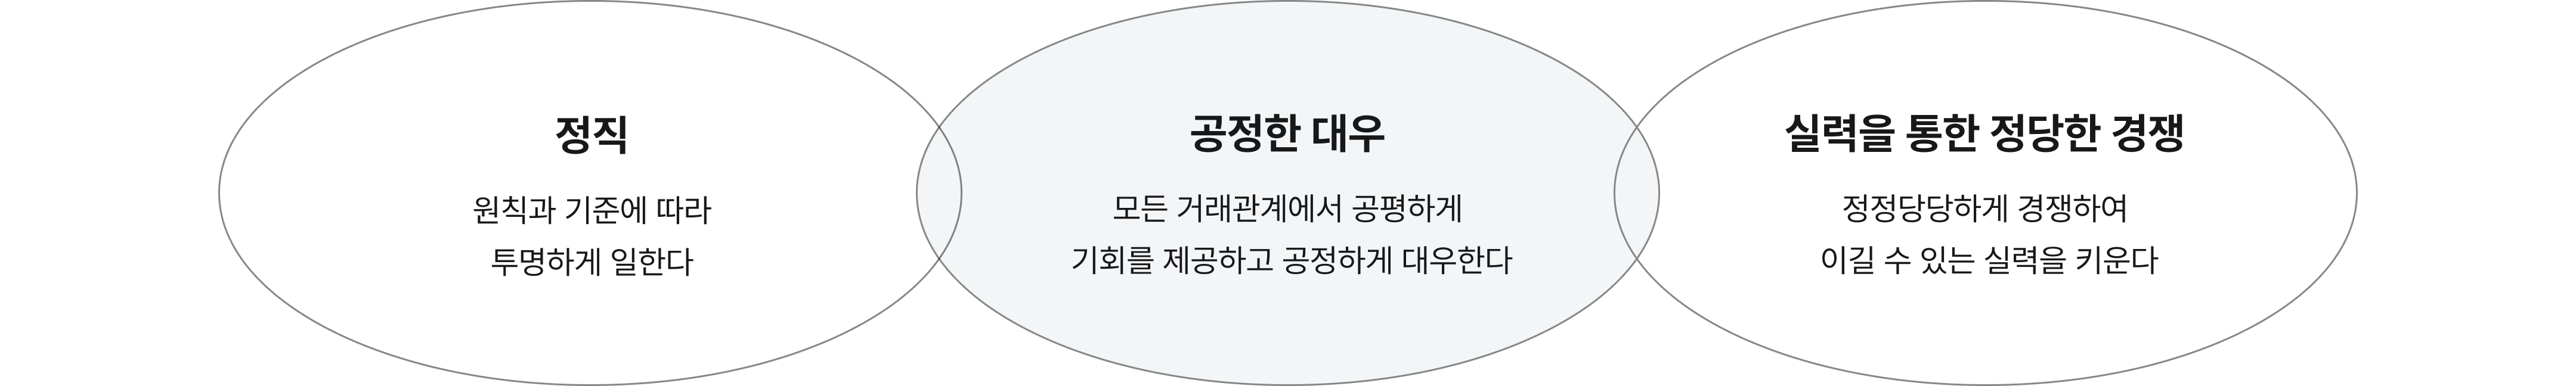 정직
원칙과 기준에 따라
투명하게 일한다
공정한 대우
모든 거래관계에서 공평하게
기회를 제공하고 공정하게 대우한다
실력을 통한 정당한 경쟁
정정당당하게 경쟁하여
이길 수 있는 실력을 키운다